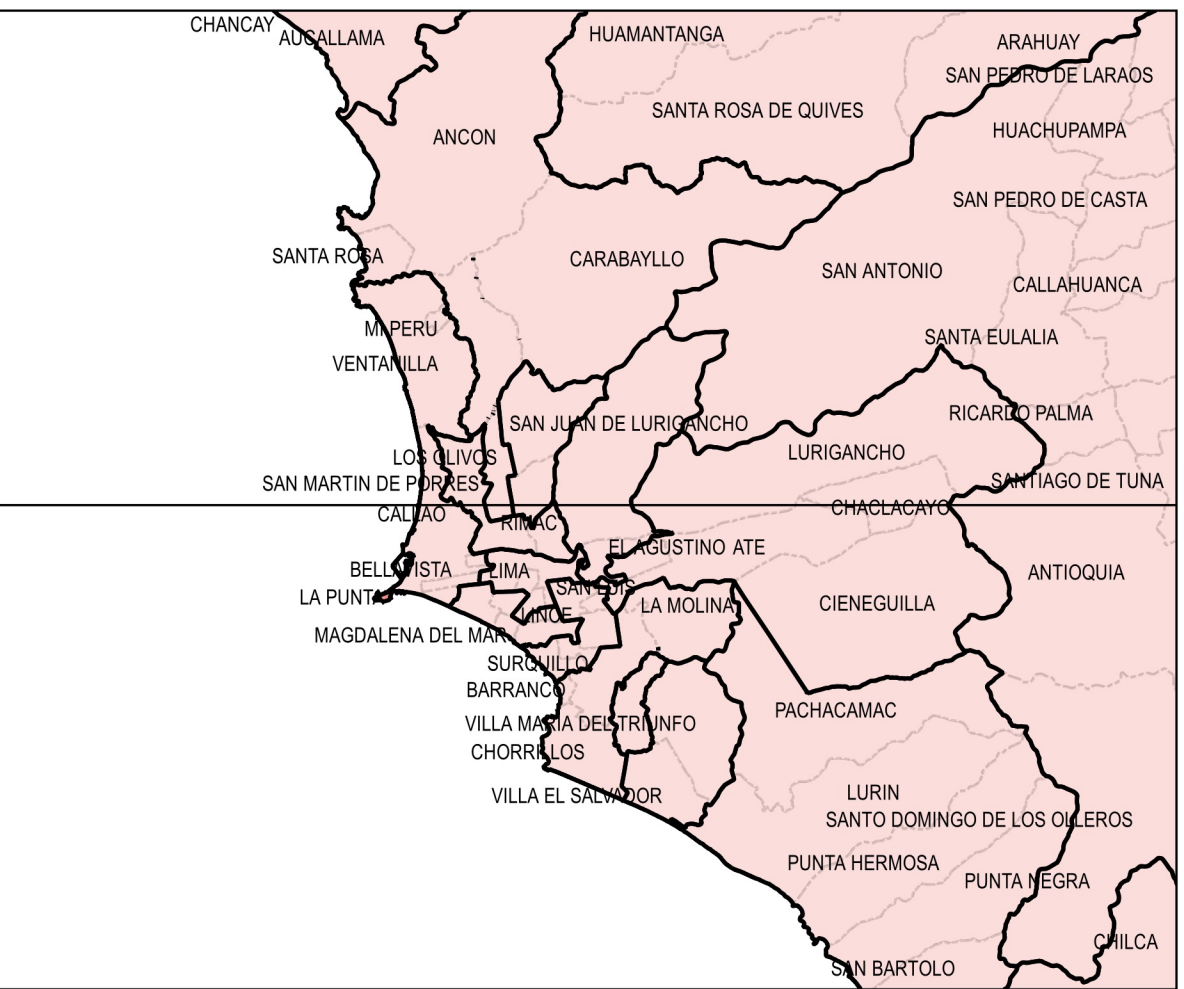 CHANCAY
AUCALLAMA
HUAMANTANGA
ARAHUAY
SAN PEDRO DE LARAOS
SANTA ROSA DE QUIVES
HUACHUPAMPA
ANCON
SAN PEDRO DE CASTA
SANTA ROSA
CARABAYLLO
SAN ANTONIO
CALLAHUANCA
MI PERU
SANTA EULALIA
VENTANILLA
RICARDO PALMA
SAN JUAN DE LURIGANCHO
LURIGANCHO
LOS OLIVOS
SAN MARTIN DE PORRES
SANTIAGO DE TUNA
CHACLACAYO
CALLAO
RIMAC
EL AGUSTINO
ATE
BELLAVISTA
LIMA
ANTIOQUIA
SAN LUIS
LA PUNTA
LA MOLINA
CIENEGUILLA
LINCE
MAGDALENA DEL MAR
SURQUILLO
BARRANCO
PACHACAMAC
VILLA MARIA DEL TRIUNFO
CHORRILLOS
VILLA EL SALVADOR
LURIN
SANTO DOMINGO DE LOS OLLEROS
PUNTA HERMOSA
PUNTA NEGRA
CHILCA
SAN BARTOLO